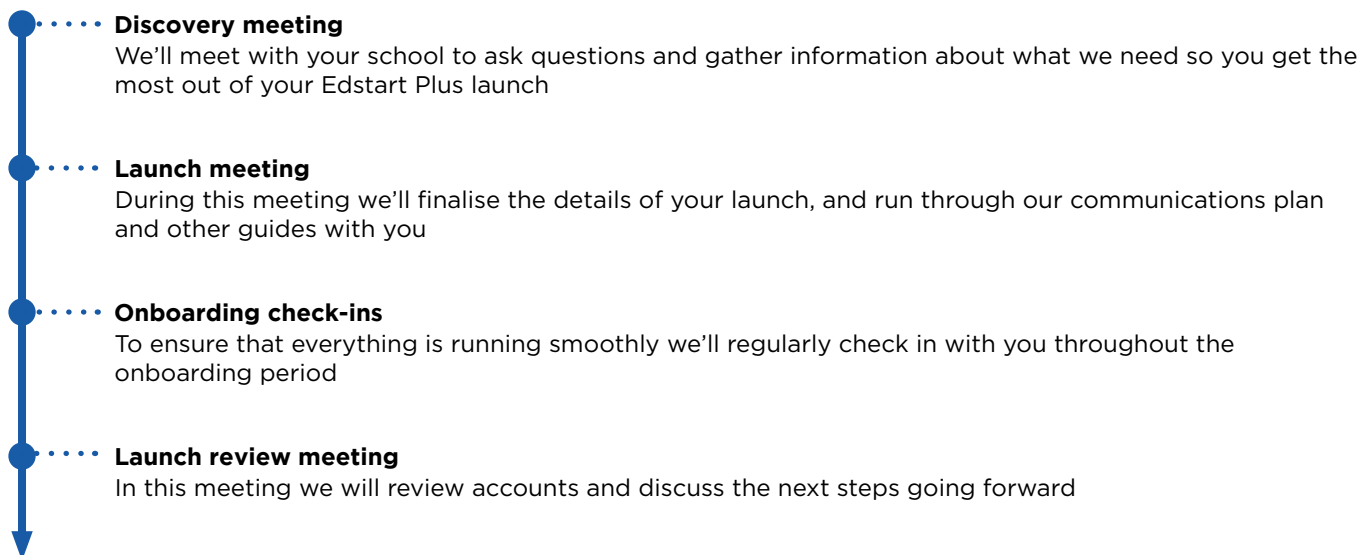 Discovery meeting
We’ll meet with your school to ask questions and gather information about what we need so you get the
most out of your Edstart Plus launch
Launch meeting
During this meeting we’ll finalise the details of your launch, and run through our communications plan
and other guides with you
Onboarding check-ins
To ensure that everything is running smoothly we’ll regularly check in with you throughout the
onboarding period
Launch review meeting
In this meeting we will review accounts and discuss the next steps going forward